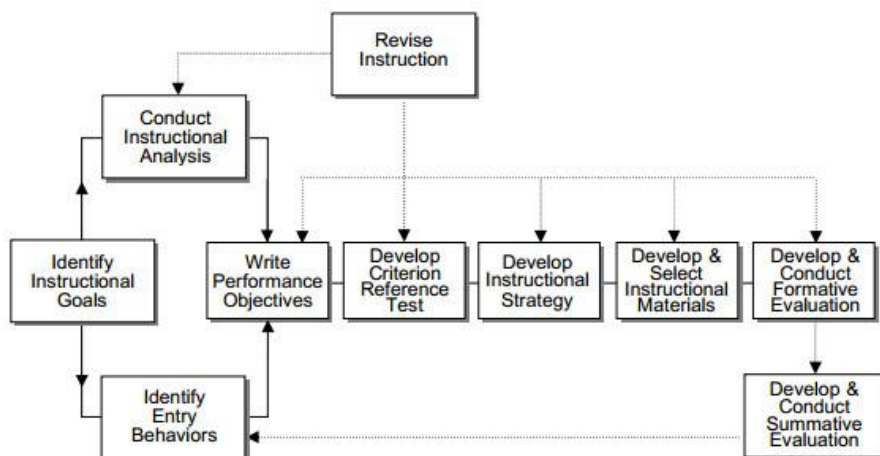 Revise
Instruction
Conduct
Instructional
Analysis
Identify
Instructional
Goals
Write
Performance
Objectives
Develop
Criterion
Reference
Test
Develop
Instructional
Strategy
Develop &
Select
Instructional
Materials
Develop &
Conduct
Formative
Evaluation
Identify
Entry
Behaviors
Develop &
Conduct
Summative
Evaluation